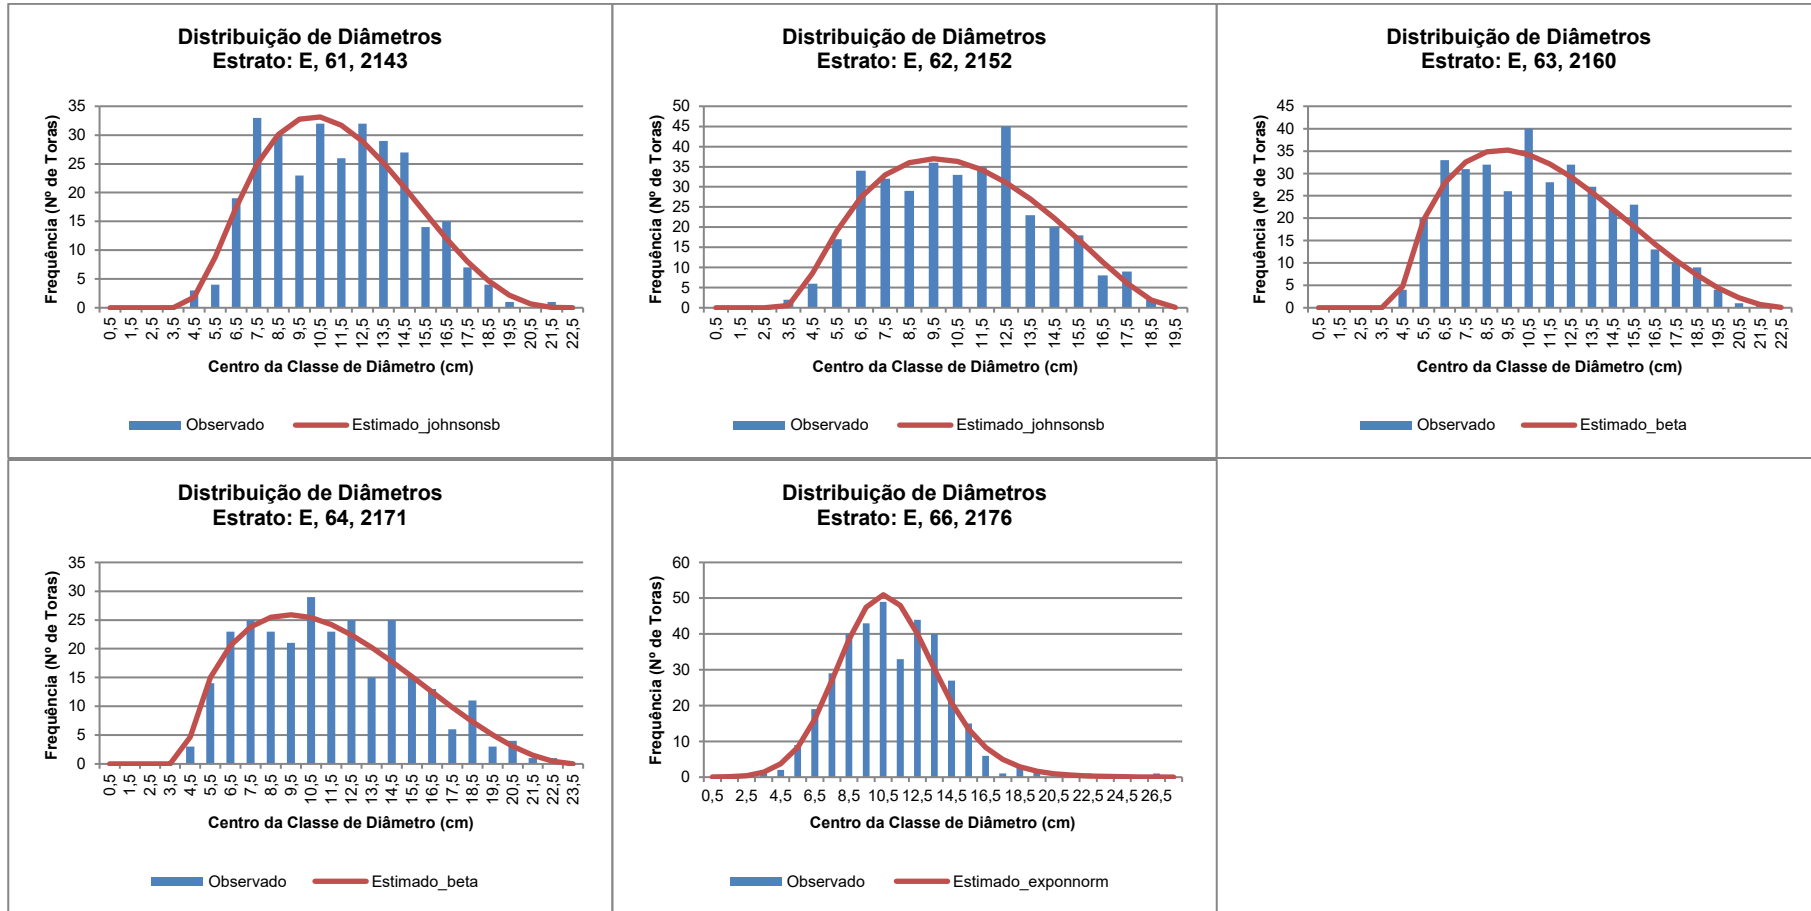 Distribuição de Diâmetros
Estrato: E, 61, 2143
Frequência (Nº de Toras)
35
30
25
20
15
10
5
0
0,5 1,5 2,5 3,5 4,5 5,5 6,5 7,5 8,5 9,5 10,5 11,5 12,5 13,5 14,5 15,5 16,5 17,5 18,5 19,5 20,5 21,5 22,5
Centro da Classe de Diâmetro (cm)
Observado Estimado_johnsonsb
Distribuição de Diâmetros
Estrato: E, 62, 2152
Frequência (Nº de Toras)
50
45
40
35
30
25
20
15
10
5
0
0,5 1,5 2,5 3,5 4,5 5,5 6,5 7,5 8,5 9,5 10,5 11,5 12,5 13,5 14,5 15,5 16,5 17,5 18,5 19,5
Centro da Classe de Diâmetro (cm)
Observado Estimado_johnsonsb
Distribuição de Diâmetros
Estrato: E, 63, 2160
Frequência (Nº de Toras)
45
40
35
30
25
20
15
10
5
0
0,5 1,5 2,5 3,5 4,5 5,5 6,5 7,5 8,5 9,5 10,5 11,5 12,5 13,5 14,5 15,5 16,5 17,5 18,5 19,5 20,5 21,5 22,5
Centro da Classe de Diâmetro (cm)
Observado Estimado_beta
Distribuição de Diâmetros
Estrato: E, 64, 2171
Frequência (Nº de Toras)
35
30
25
20
15
10
5
0
0,5 1,5 2,5 3,5 4,5 5,5 6,5 7,5 8,5 9,5 10,5 11,5 12,5 13,5 14,5 15,5 16,5 17,5 18,5 19,5 20,5 21,5 22,5 23,5
Centro da Classe de Diâmetro (cm)
Observado Estimado_beta
Distribuição de Diâmetros
Estrato: E, 66, 2176
Frequência (Nº de Toras)
60
50
40
30
20
10
0
0,5 2,5 4,5 6,5 8,5 10,5 12,5 14,5 16,5 18,5 20,5 22,5 24,5 26,5
Centro da Classe de Diâmetro (cm)
Observado Estimado_exponnorm